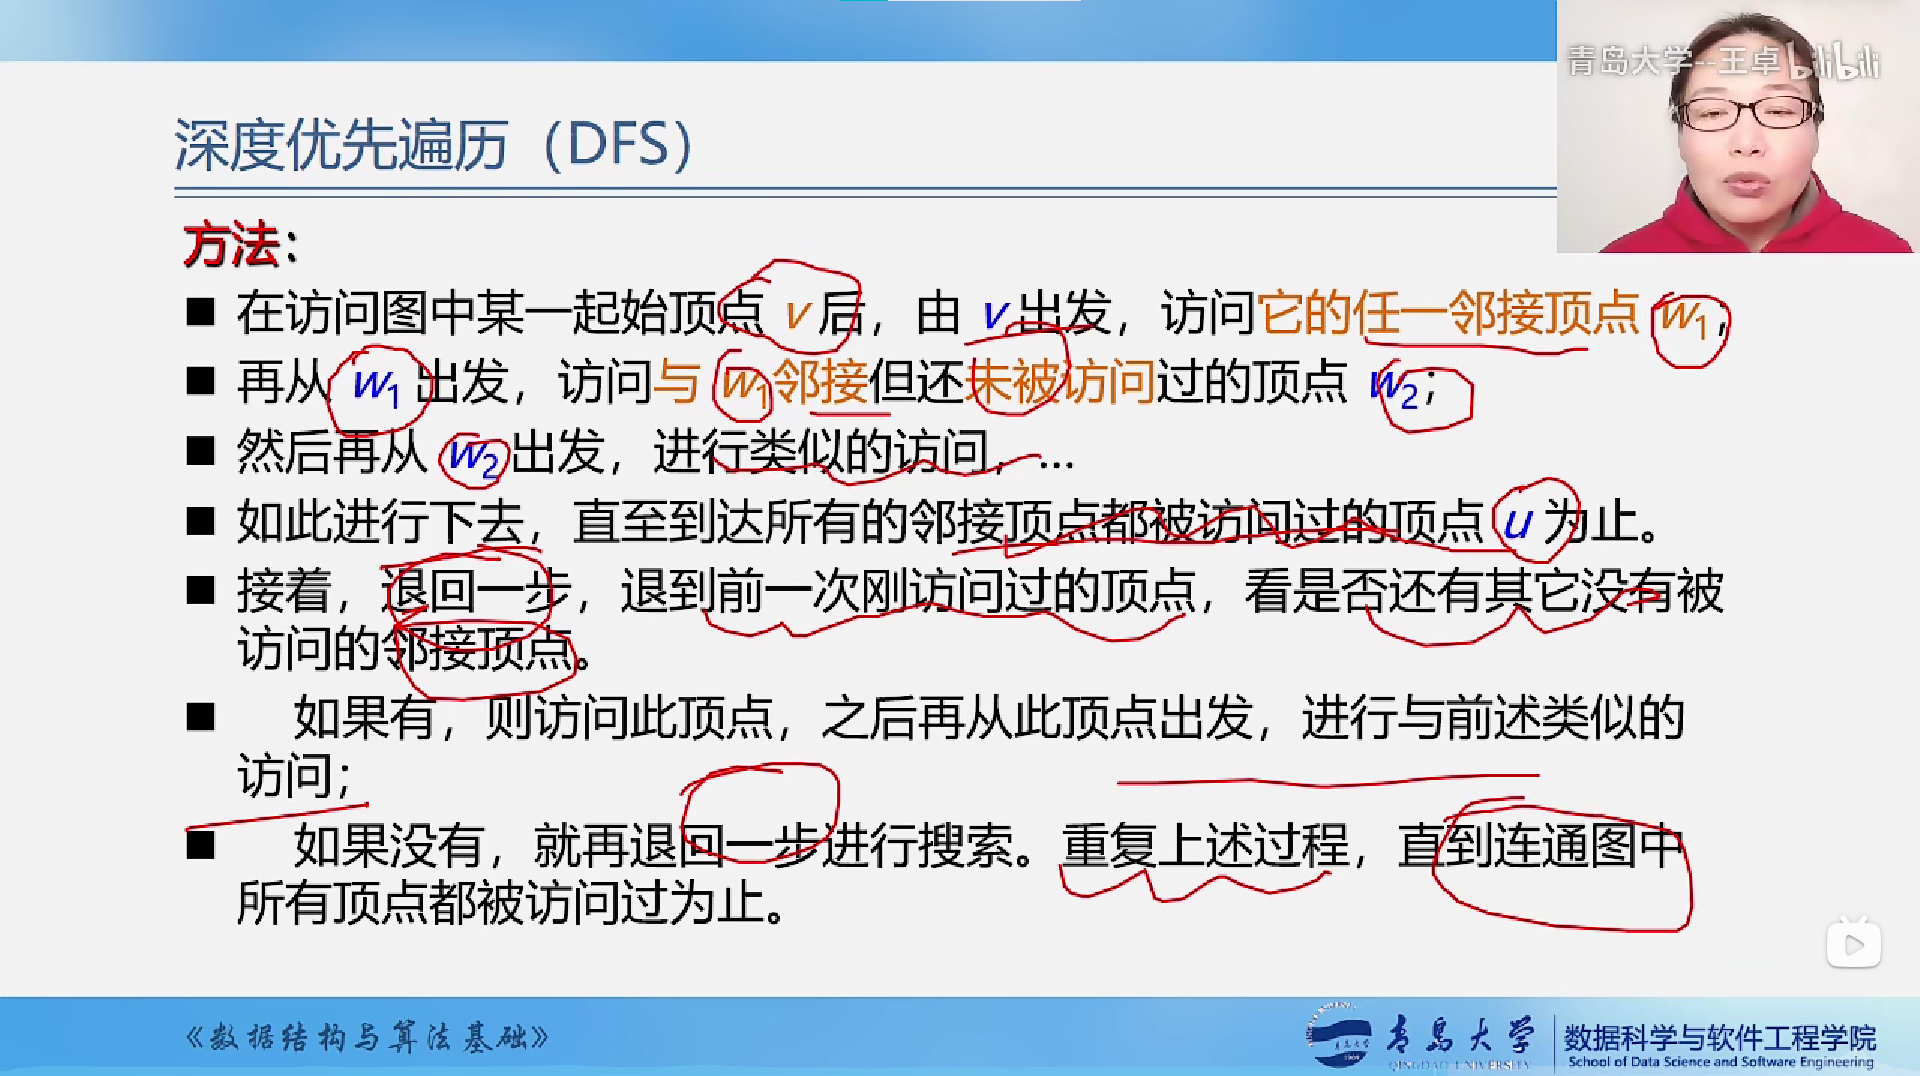 青岛大学--王卓 bilibili
深度优先遍历（DFS）
方法：
■ 在访问图中某一起始顶点 v 后，由 v 出发，访问它的任一邻接顶点 w1;
■ 再从 w1 出发，访问与 w1邻接但还未被访问过的顶点 w2;
■ 然后再从 w2 出发，进行类似的访问，…
■ 如此进行下去，直至到达所有的邻接顶点都被访问过的顶点 u 为止。
■ 接着，退回一步，退到前一次刚访问过的顶点，看是否还有其它没有被
访问的邻接顶点。
■ 如果有，则访问此顶点，之后再从此顶点出发，进行与前述类似的
访问；
■ 如果没有，就再退回一步进行搜索。重复上述过程，直到连通图中
所有顶点都被访问过为止。
《数据结构与算法基础》
青岛大学
QINGDAO UNIVERSITY
数据科学与软件工程学院
School of Data Science and Software Engineering